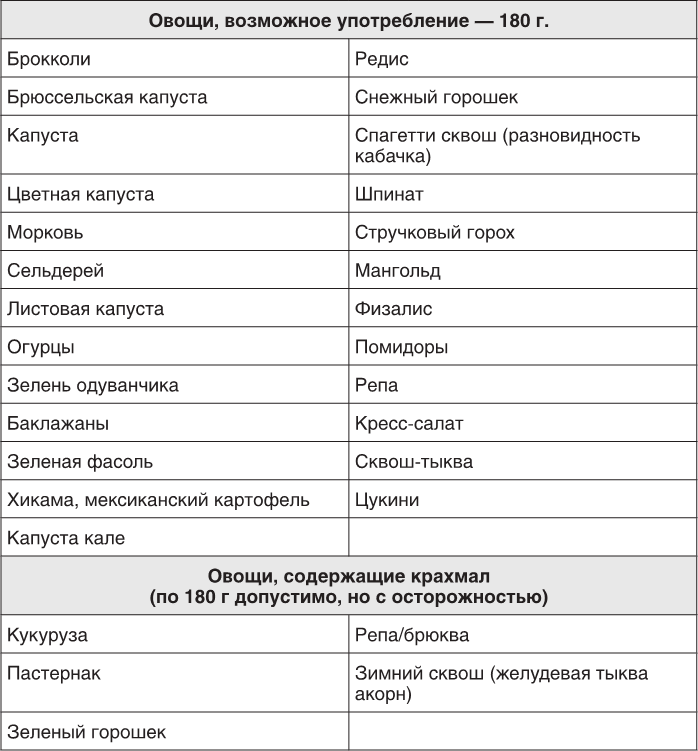 Овощи, возможное употребление — 180 г.
Брокколи
Редис
Брюссельская капуста
Снежный горошек
Капуста
Спагетти сквош (разновидность
кабачка)
Цветная капуста
Шпинат
Морковь
Стручковый горох
Сельдерей
Мангольд
Листовая капуста
Физалис
Огурцы
Помидоры
Зелень одуванчика
Репа
Баклажаны
Кресс-салат
Зеленая фасоль
Сквош-тыква
Хикама, мексиканский картофель
Цукини
Капуста кале
Овощи, содержащие крахмал
(по 180 г допустимо, но с осторожностью)
Кукуруза
Репа/брюква
Пастернак
Зимний сквош (желудевая тыква
акорн)
Зеленый горошек